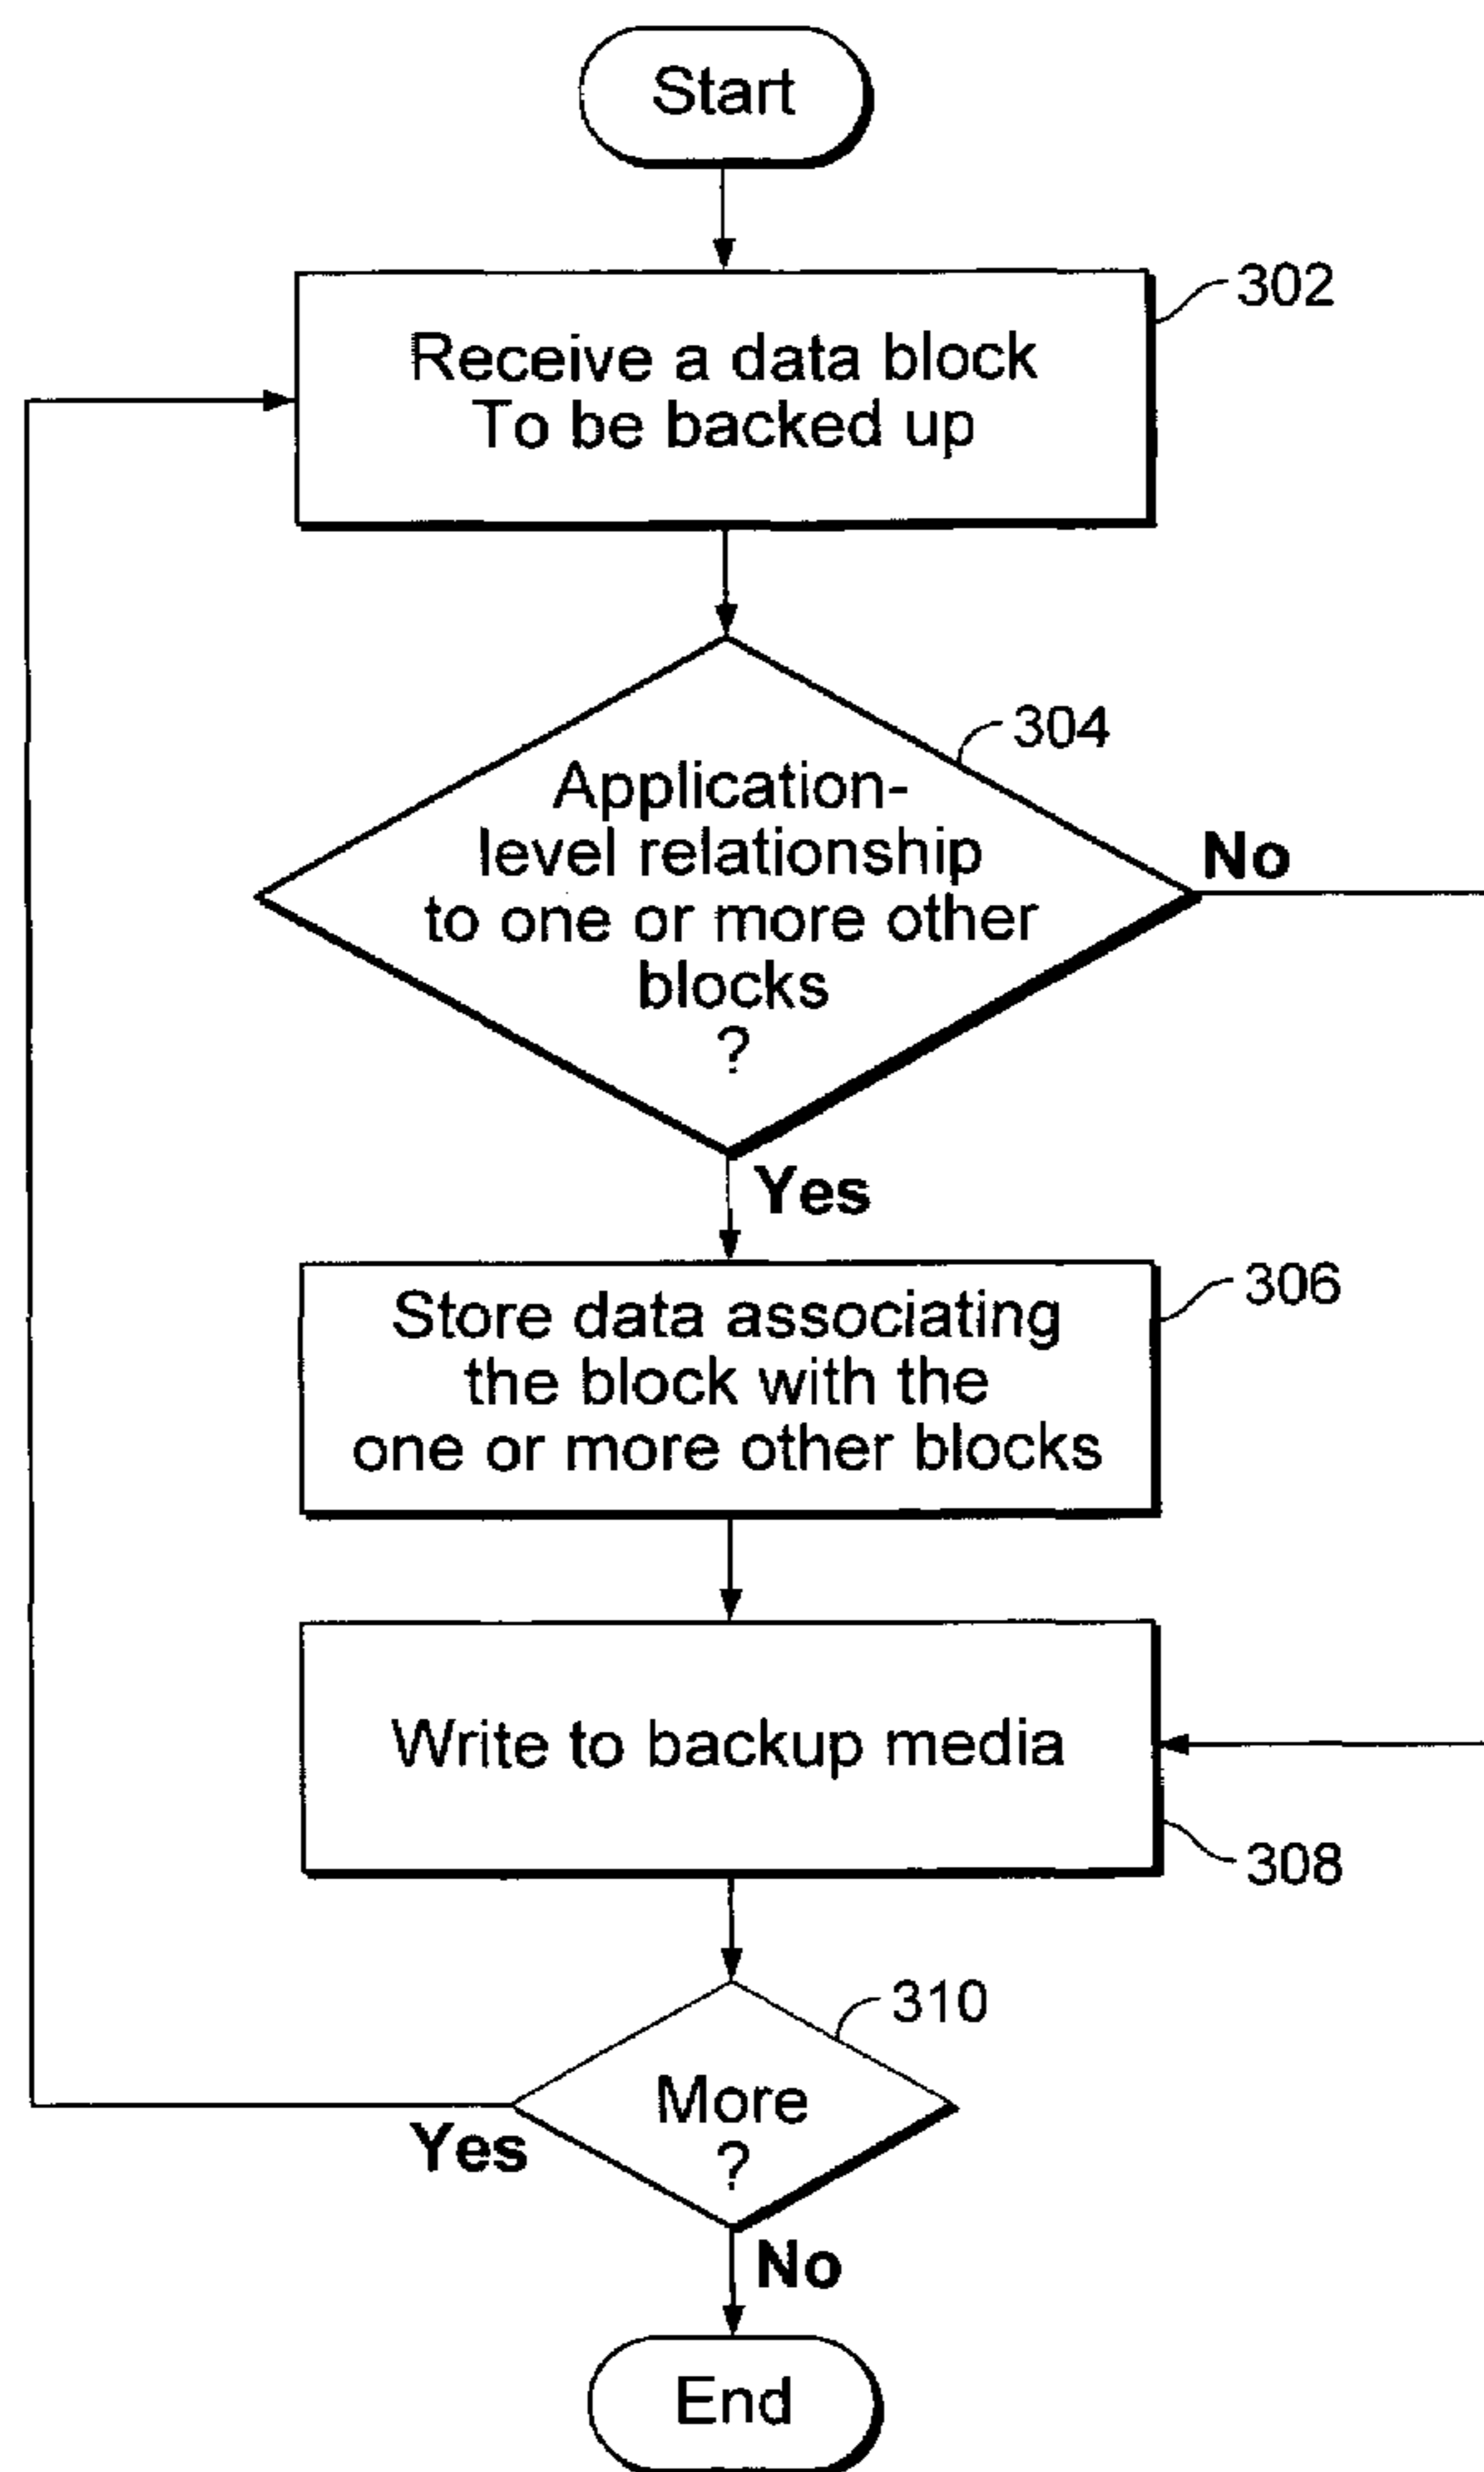 Start
302
Receive a data block
To be backed up
304
Application-
level relationship
to one or more other
blocks
?
No
Yes
306
Store data associating
the block with the
one or more other blocks
Write to backup media
308
310
More
?
Yes
No
End